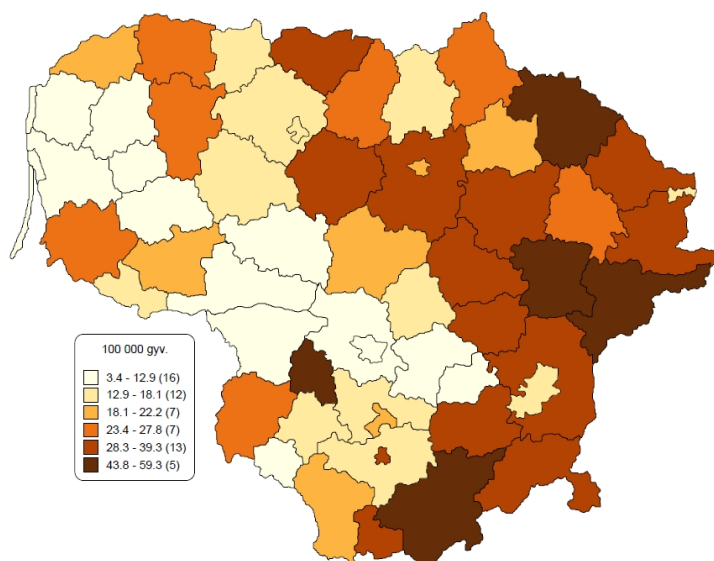 100 000 gyv.
3.4 - 12.9 (16)
12.9 - 18.1 (12)
18.1 - 22.2 (7)
23.4 - 27.8 (7)
28.3 - 39.3 (13)
43.8 - 59.3 (5)